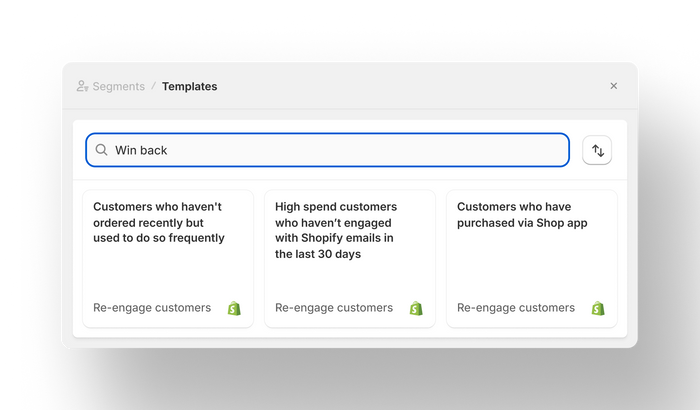 Segments / Templates
Win back
Customers who haven't
ordered recently but
used to do so frequently
Re-engage customers
High spend customers
who haven’t engaged
with Shopify emails in
the last 30 days
Re-engage customers
Customers who have
purchased via Shop app
Re-engage customers